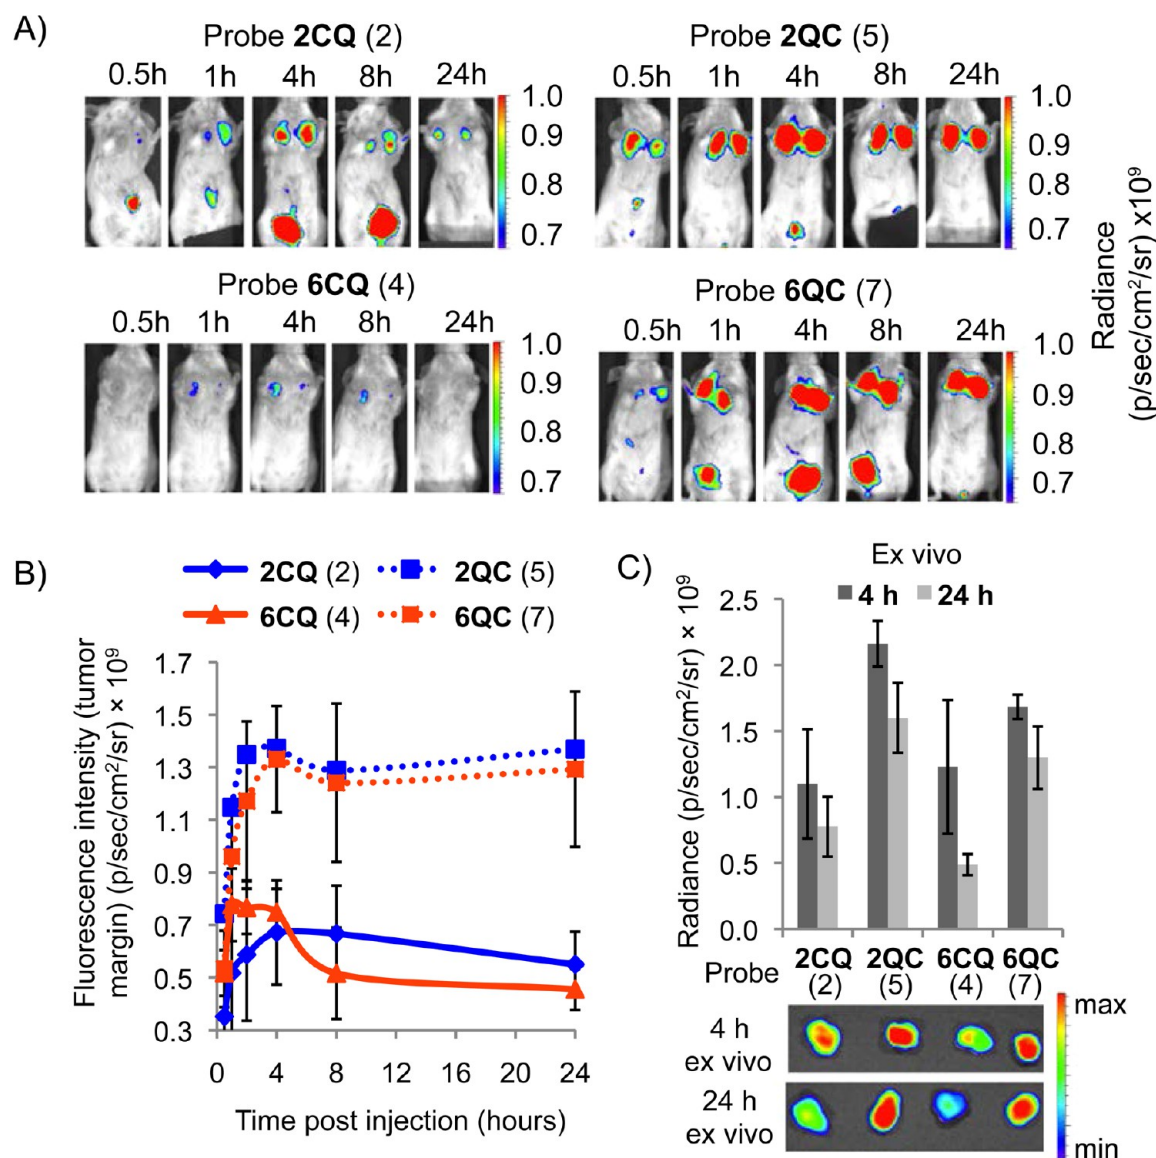 A)
Probe 2CQ (2)
0.5h 1h 4h 8h 24h
1.0
0.9
0.8
0.7
Probe 2QC (5)
0.5h 1h 4h 8h 24h
1.0
0.9
0.8
0.7
Probe 6CQ (4)
0.5h 1h 4h 8h 24h
1.0
0.9
0.8
0.7
Probe 6QC (7)
0.5h 1h 4h 8h 24h
1.0
0.9
0.8
0.7
Radiance
(p/sec/cm²/sr) x10⁹
B)
2CQ (2) 2QC (5)
6CQ (4) 6QC (7)
Fluorescence intensity (tumor
margin) (p/sec/cm²/sr) × 10⁹
1.7
1.5
1.3
1.1
0.9
0.7
0.5
0.3
0 4 8 12 16 20 24
Time post injection (hours)
C)
Ex vivo
4 h 24 h
Radiance (p/sec/cm²/sr) × 10⁹
2.5
2.0
1.5
1.0
0.5
0.0
Probe 2CQ 2QC 6CQ 6QC
(2) (5) (4) (7)
4 h
ex vivo
24 h
ex vivo
max
min